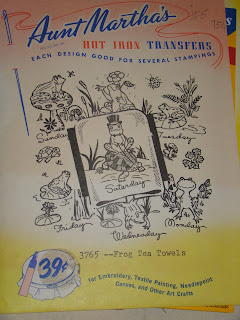 Aunt Martha's
HOT IRON TRANSFERS
EACH DESIGN GOOD FOR SEVERAL STAMPINGS
Sunday
Tuesday
Saturday
Friday
Monday
Wednesday
3765 --Frog Tea Towels
39¢
for Embroidery, Textile Painting, Needlepoint
Canvas, and Other Art Crafts